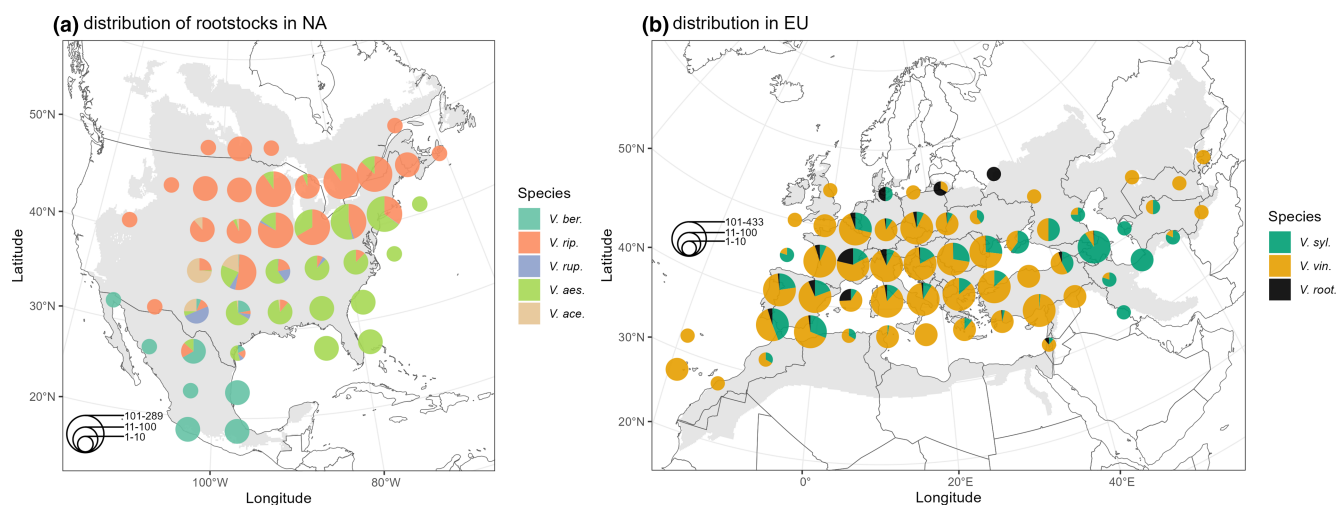 (a) distribution of rootstocks in NA
Latitude
50°N
40°N
30°N
20°N
101-289
11-100
1-10
100°W
80°W
Longitude
Species
V. ber.
V. rip.
V. rup.
V. aes.
V. ace.
(b) distribution in EU
Latitude
50°N
40°N
30°N
20°N
101-433
11-100
1-10
0°
20°E
40°E
Longitude
Species
V. syl.
V. vin.
V. root.